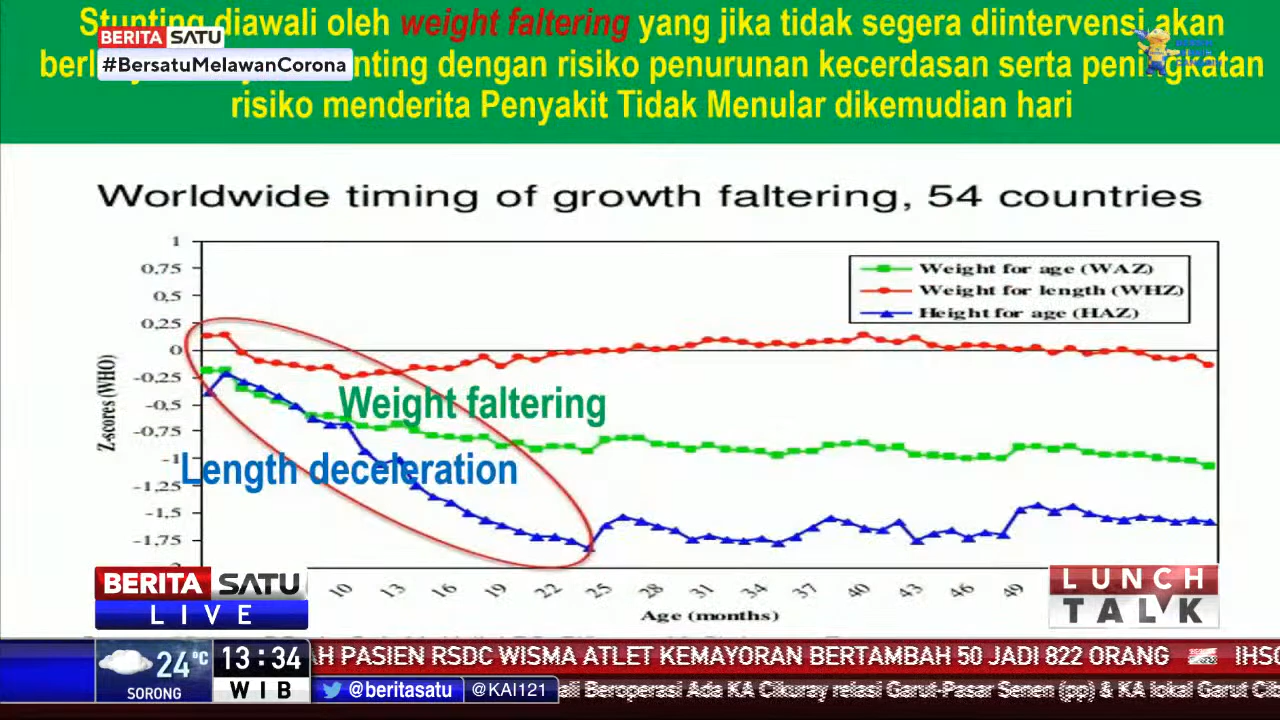 Stunting diawali oleh weight faltering yang jika tidak segera diintervensi akan
BERITA SATU
#BersatuMelawanCorona
nting dengan risiko penurunan kecerdasan serta peningkatan
risiko menderita Penyakit Tidak Menular dikemudian hari
Worldwide timing of growth faltering, 54 countries
1
0,75
0,5
0,25
0
-0,25
-0,5
-0,75
-1
-1,25
-1,5
-1,75
Z-scores (WHO)
Weight for age (WAZ)
Weight for length (WHZ)
Height for age (HAZ)
Weight faltering
Length deceleration
10 13 16 19 22 25 28 31 34 37 40 43 46 49
Age (months)
BERITA SATU
LIVE
LUNCH
TALK
24°C
SORONG
13:34
WIB
AH PASIEN RSDC WISMA ATLET KEMAYORAN BERTAMBAH 50 JADI 822 ORANG
IHSG
@beritasatu
@KAI121
ali Beroperasi Ada KA Cikuray relasi Garut-Pasar Senen (pp) & KA lokal Garut Cib